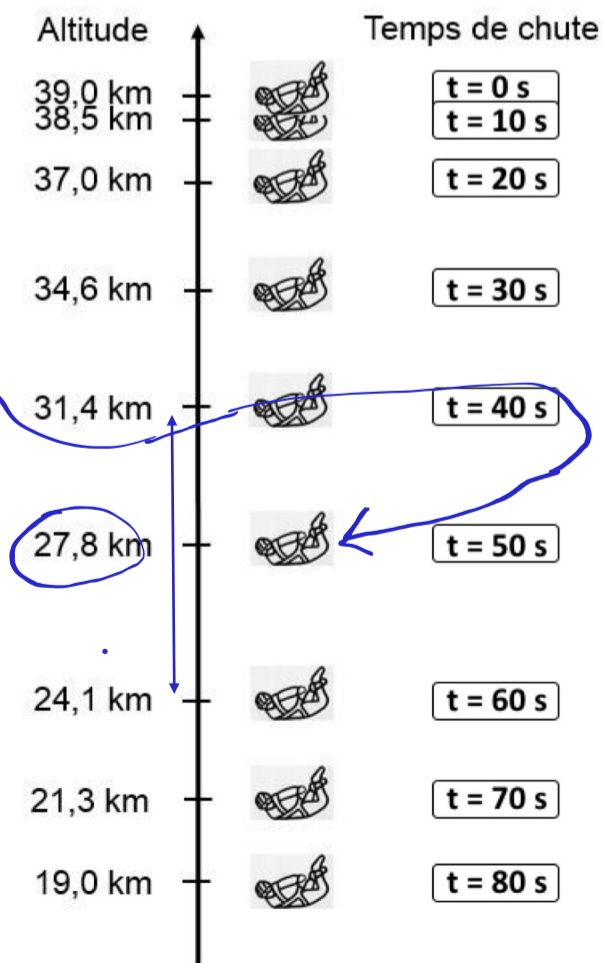 Altitude Temps de chute
39,0 km t = 0 s
38,5 km t = 10 s
37,0 km t = 20 s
34,6 km t = 30 s
31,4 km t = 40 s
27,8 km t = 50 s
24,1 km t = 60 s
21,3 km t = 70 s
19,0 km t = 80 s